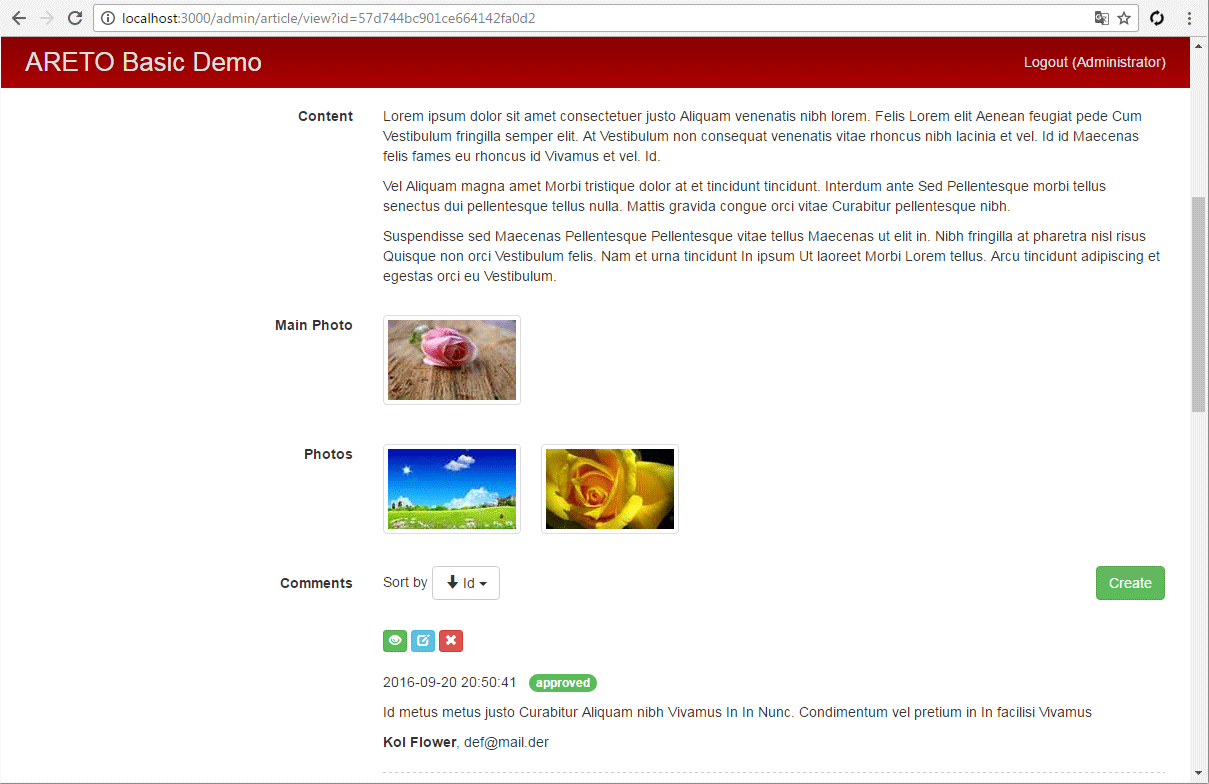 localhost:3000/admin/article/view?id=57d744bc901ce664142fa0d2
ARETO Basic Demo
Logout (Administrator)
Content
Lorem ipsum dolor sit amet consectetuer justo Aliquam venenatis nibh lorem. Felis Lorem elit Aenean feugiat pede Cum
Vestibulum fringilla semper elit. At Vestibulum non consequat venenatis vitae rhoncus nibh lacinia et vel. Id id Maecenas
felis fames eu rhoncus id Vivamus et vel. Id.
Vel Aliquam magna amet Morbi tristique dolor at et tincidunt tincidunt. Interdum ante Sed Pellentesque morbi tellus
senectus dui pellentesque tellus nulla. Mattis gravida congue orci vitae Curabitur pellentesque nibh.
Suspendisse sed Maecenas Pellentesque Pellentesque vitae tellus Maecenas ut elit in. Nibh fringilla at pharetra nisl risus
Quisque non orci Vestibulum felis. Nam et urna tincidunt In ipsum Ut laoreet Morbi Lorem tellus. Arcu tincidunt adipiscing et
egestas orci eu Vestibulum.
Main Photo
Photos
Comments
Sort by
Id
Create
2016-09-20 20:50:41
approved
Id metus metus justo Curabitur Aliquam nibh Vivamus In In Nunc. Condimentum vel pretium in In facilisi Vivamus
Kol Flower, def@mail.der